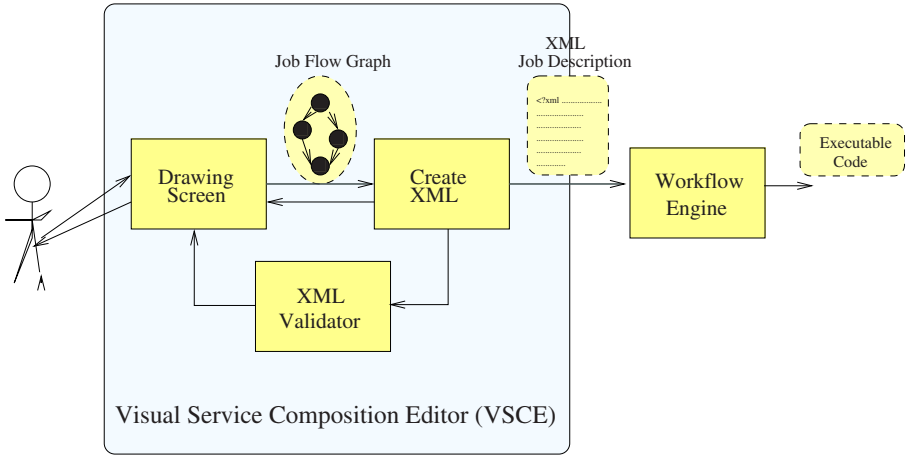 XML
Job Flow Graph
Job Description
<?xml ....................
Drawing
Screen
Create
XML
Workflow
Engine
Executable
Code
XML
Validator
Visual Service Composition Editor (VSCE)